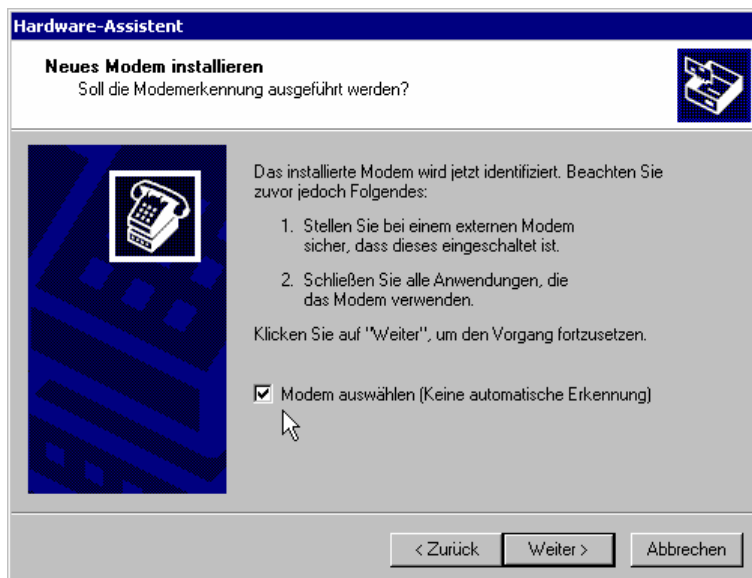 Hardware-Assistent
Neues Modem installieren
Soll die Modemerkennung ausgeführt werden?
Das installierte Modem wird jetzt identifiziert. Beachten Sie
zuvor jedoch Folgendes:
1. Stellen Sie bei einem externen Modem
sicher, dass dieses eingeschaltet ist.
2. Schließen Sie alle Anwendungen, die
das Modem verwenden.
Klicken Sie auf "Weiter", um den Vorgang fortzusetzen.
Modem auswählen (Keine automatische Erkennung)
< Zurück Weiter > Abbrechen